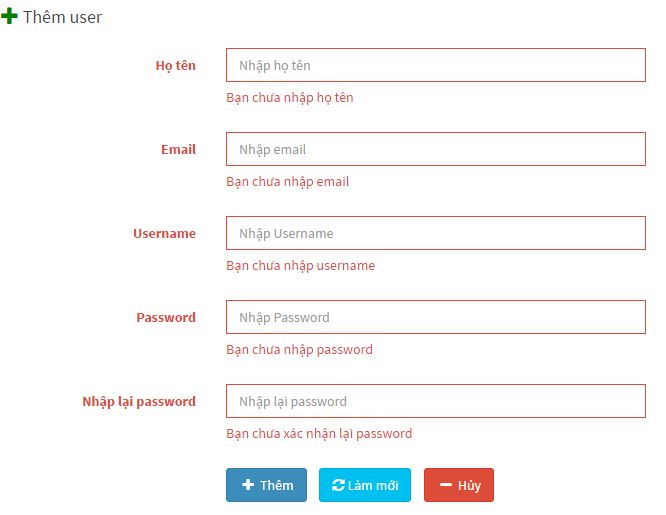 Thêm user
Họ tên
Nhập họ tên
Bạn chưa nhập họ tên
Email
Nhập email
Bạn chưa nhập email
Username
Nhập Username
Bạn chưa nhập username
Password
Nhập Password
Bạn chưa nhập password
Nhập lại password
Nhập lại password
Bạn chưa xác nhận lại password
Thêm Làm mới Hủy